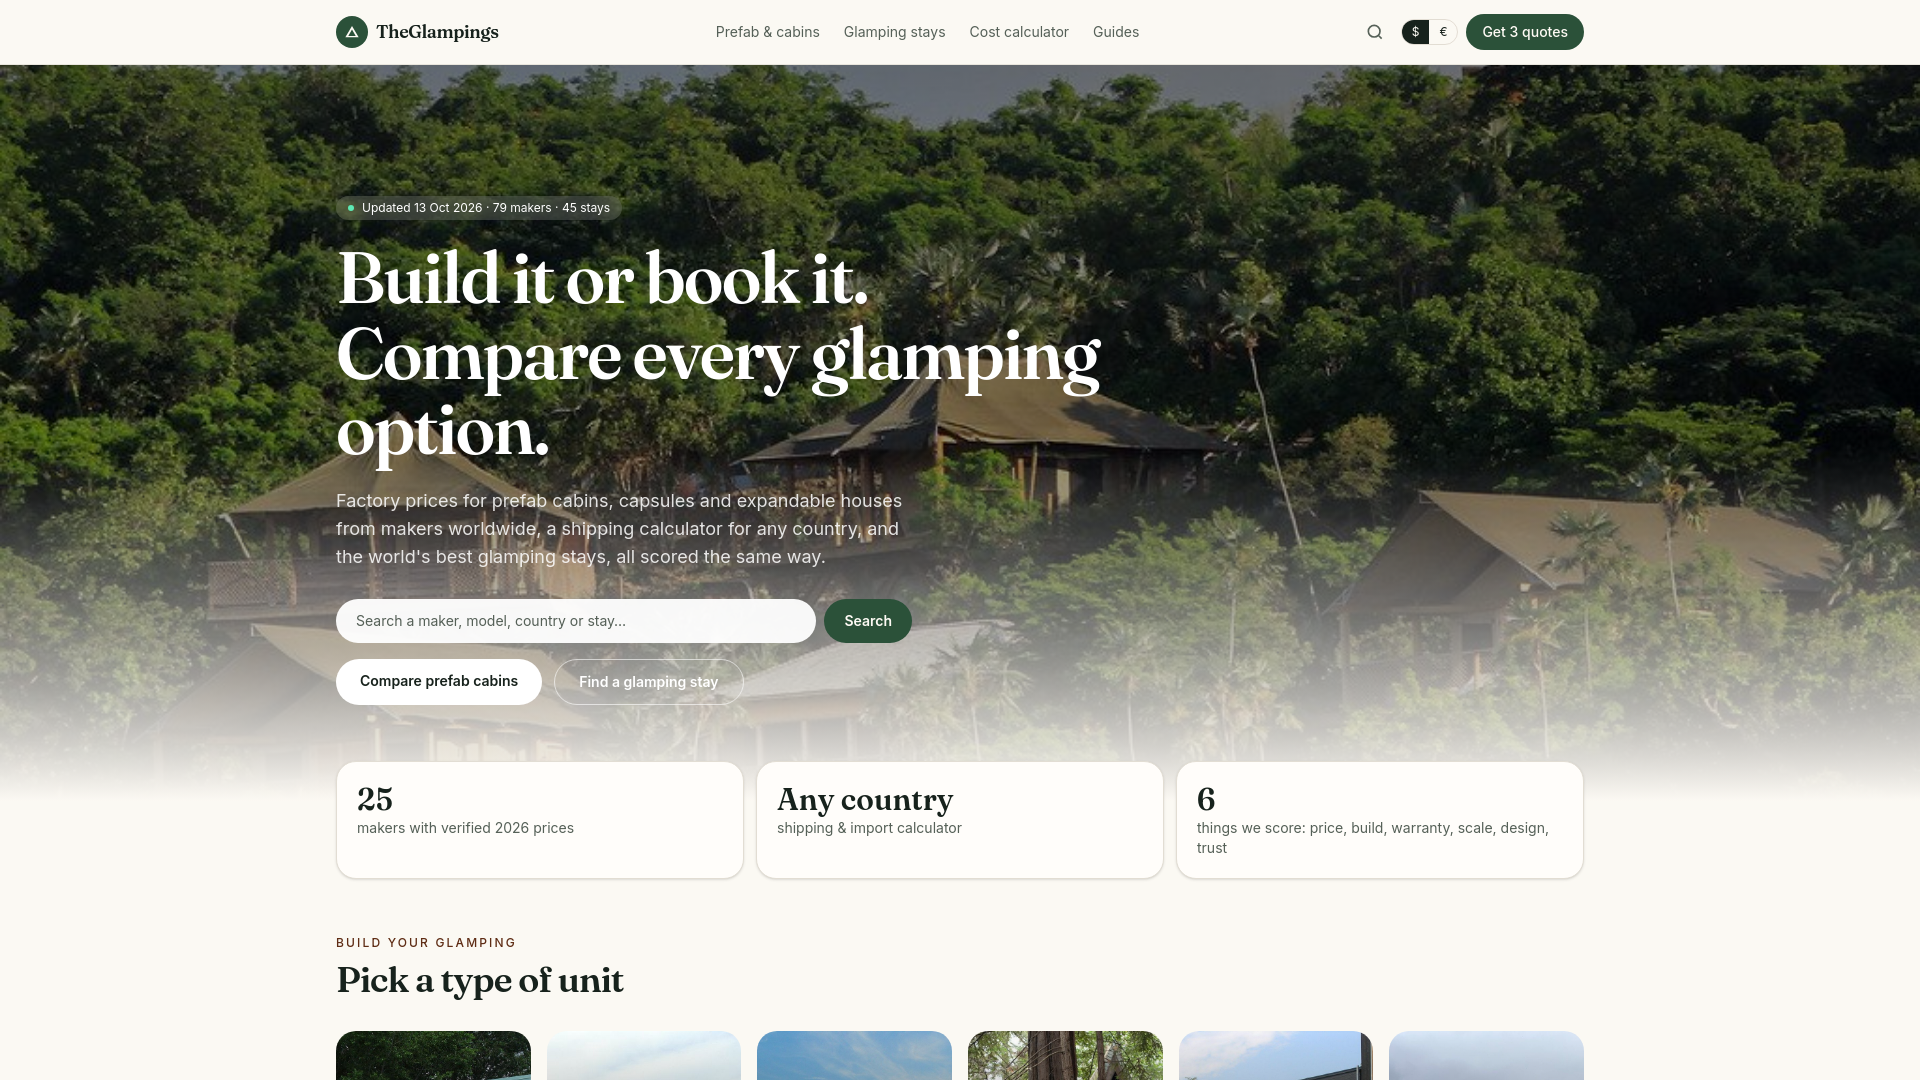 TheGlampings
Prefab & cabins
Glamping stays
Cost calculator
Guides
$
€
Get 3 quotes
Updated 13 Oct 2026 · 79 makers · 45 stays
Build it or book it.
Compare every glamping
option.
Factory prices for prefab cabins, capsules and expandable houses
from makers worldwide, a shipping calculator for any country, and
the world's best glamping stays, all scored the same way.
Search a maker, model, country or stay...
Search
Compare prefab cabins
Find a glamping stay
25
makers with verified 2026 prices
Any country
shipping & import calculator
6
things we score: price, build, warranty, scale, design,
trust
BUILD YOUR GLAMPING
Pick a type of unit